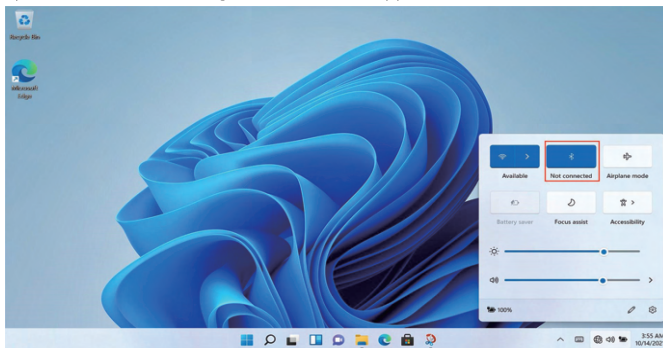 Recycle Bin
Microsoft
Edge
Available
Not connected
Airplane mode
Battery saver
Focus assist
Accessibility
100%
3:55 AM